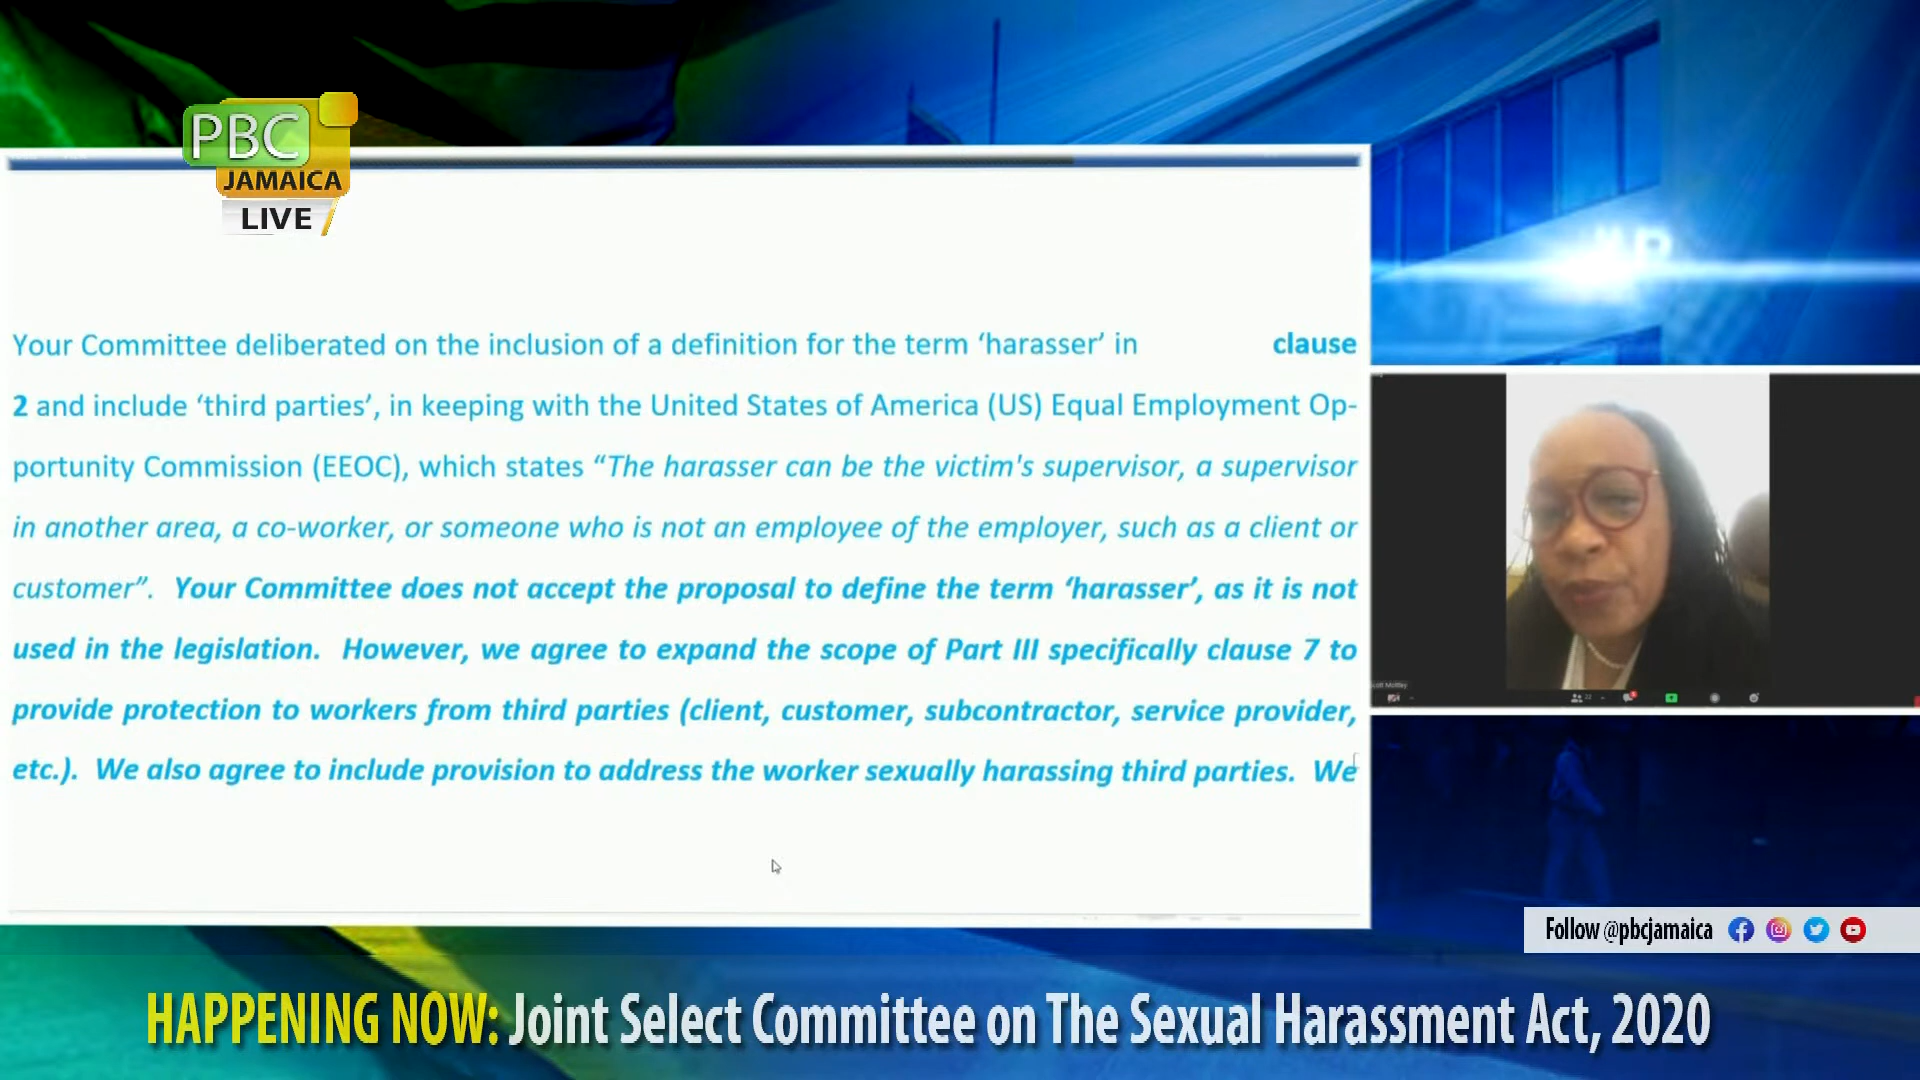 PBC
JAMAICA
LIVE
Your Committee deliberated on the inclusion of a definition for the term ‘harasser’ in clause
2 and include ‘third parties’, in keeping with the United States of America (US) Equal Employment Op-
portunity Commission (EEOC), which states “The harasser can be the victim's supervisor, a supervisor
in another area, a co-worker, or someone who is not an employee of the employer, such as a client or
customer”. Your Committee does not accept the proposal to define the term ‘harasser’, as it is not
used in the legislation. However, we agree to expand the scope of Part III specifically clause 7 to
provide protection to workers from third parties (client, customer, subcontractor, service provider,
etc.). We also agree to include provision to address the worker sexually harassing third parties. We
Follow @pbcjamaica
HAPPENING NOW: Joint Select Committee on The Sexual Harassment Act, 2020